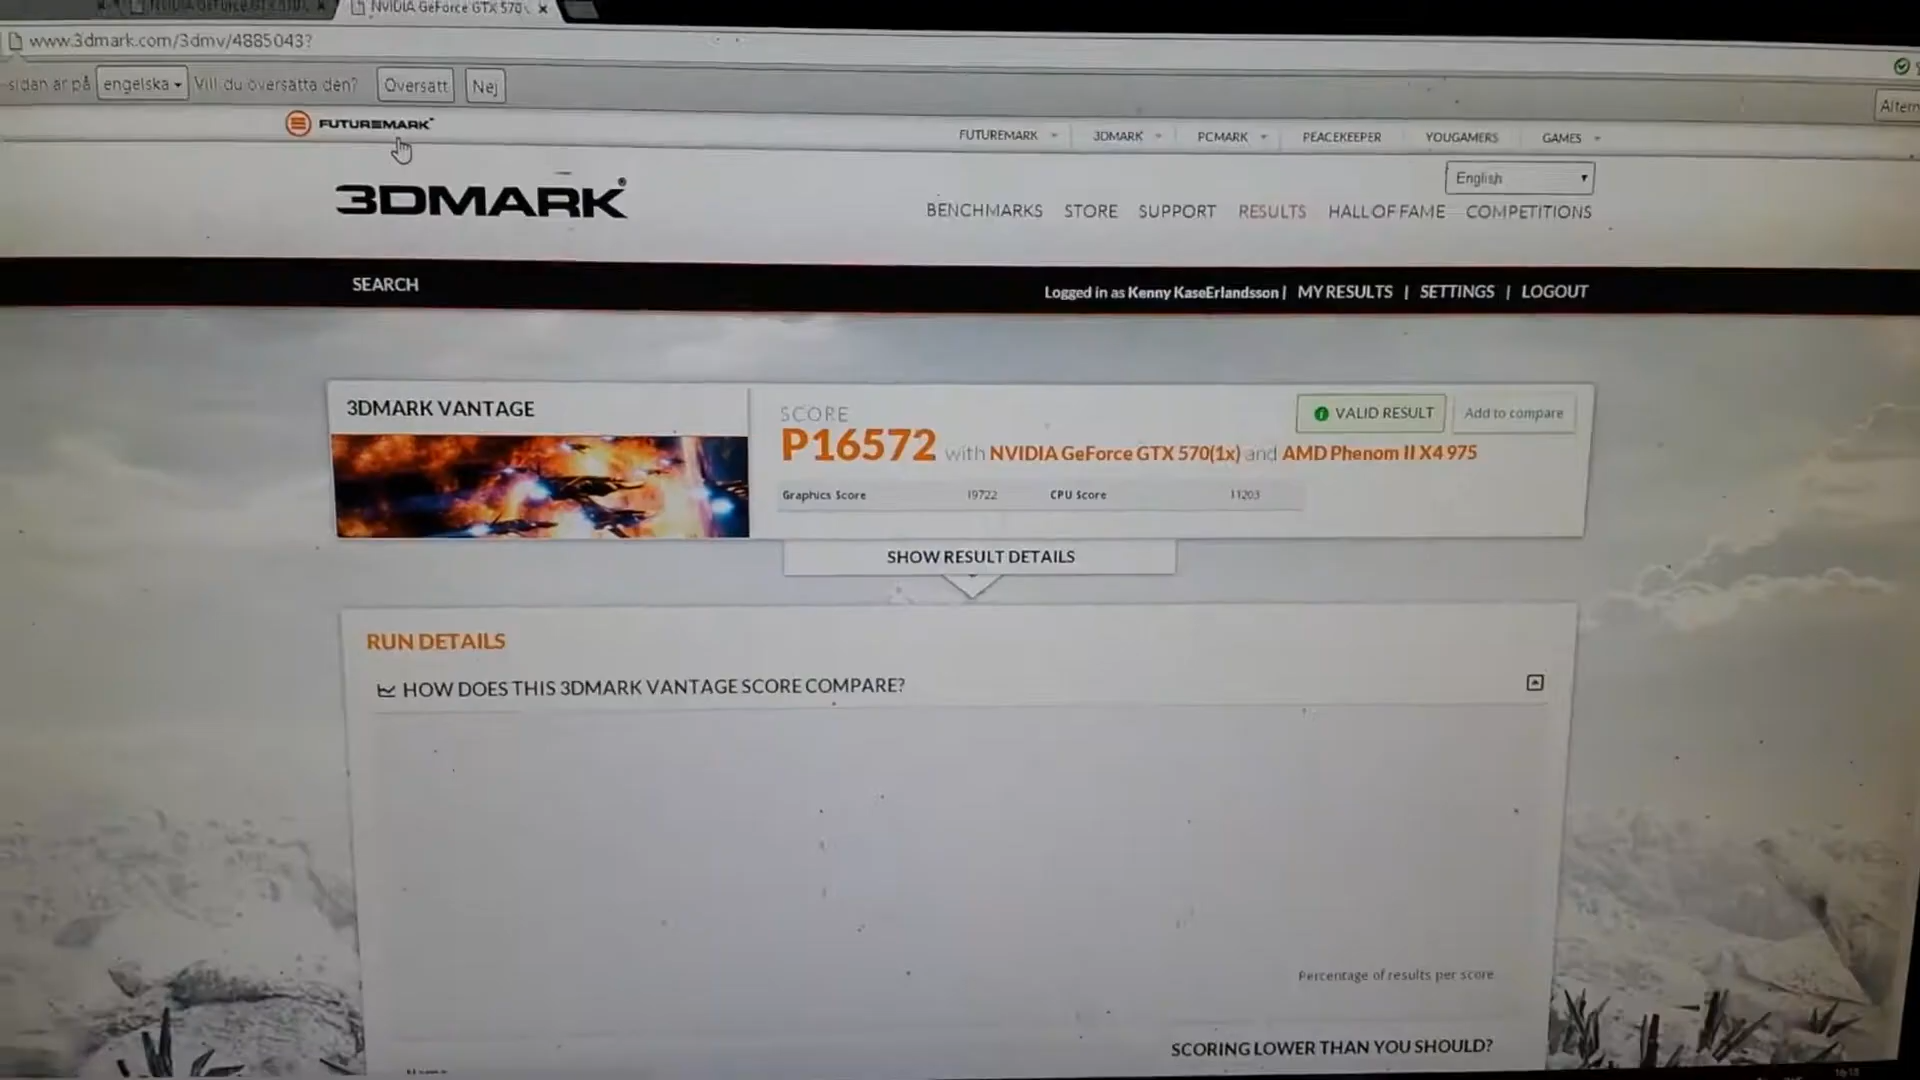 NVIDIA GeForce GTX 570
www.3dmark.com/3dmv/4885043?
sidan är på engelska Vill du översätta den? Översätt Nej
Altern
FUTUREMARK
FUTUREMARK 3DMARK PCMARK PEACEKEEPER YOUGAMERS GAMES
English
3DMARK®
BENCHMARKS STORE SUPPORT RESULTS HALL OF FAME COMPETITIONS
SEARCH
Logged in as Kenny KaseErlandsson | MY RESULTS | SETTINGS | LOGOUT
3DMARK VANTAGE
SCORE
VALID RESULT
Add to compare
P16572 with NVIDIA GeForce GTX 570(1x) and AMD Phenom II X4 975
Graphics Score 19722 CPU Score 11203
SHOW RESULT DETAILS
RUN DETAILS
HOW DOES THIS 3DMARK VANTAGE SCORE COMPARE?
Percentage of results per score
SCORING LOWER THAN YOU SHOULD?